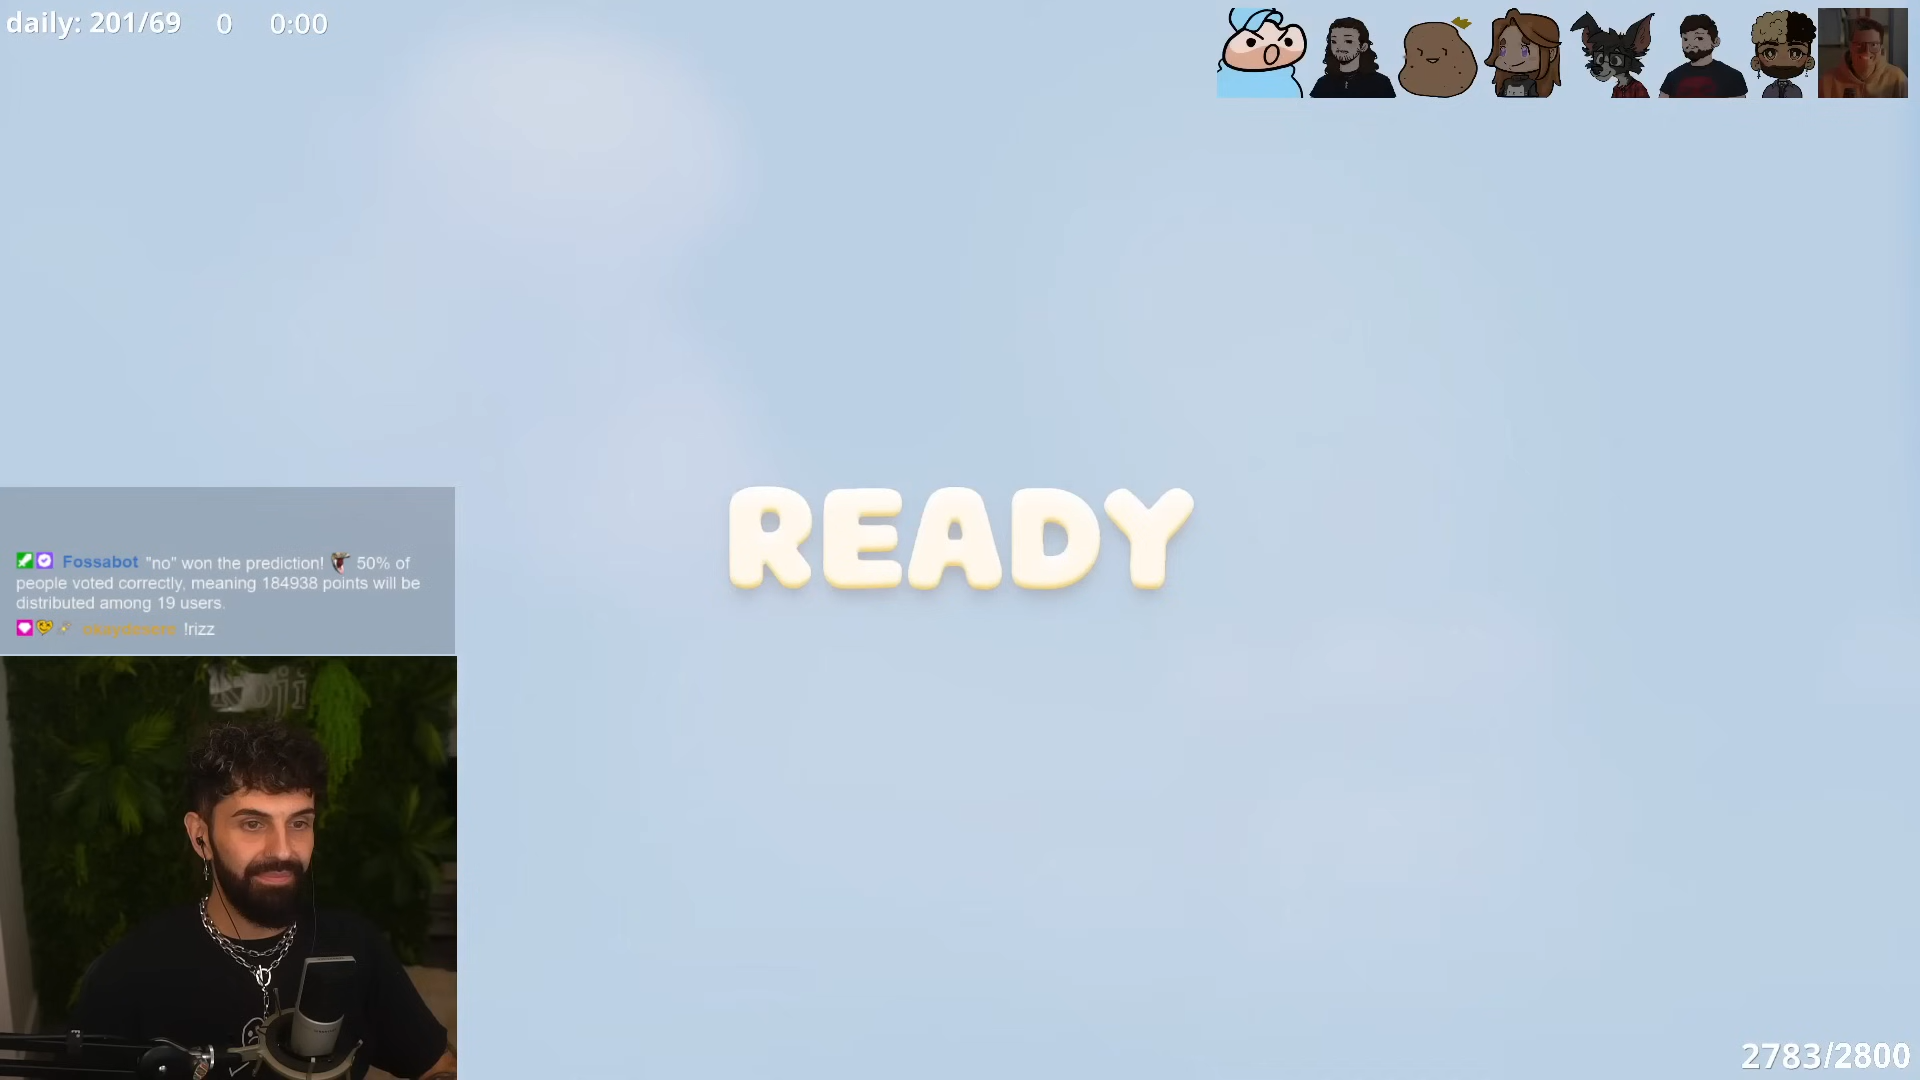 daily: 201/69 0 0:00
READY
Fossabot "no" won the prediction! 50% of
people voted correctly, meaning 184938 points will be
distributed among 19 users.
!rizz
Koji
2783/2800